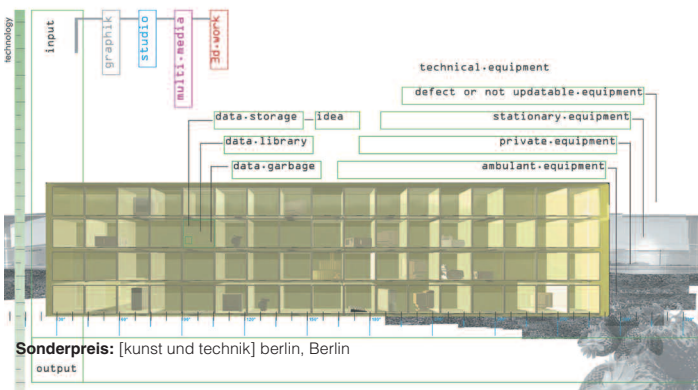 technology
input
graphik
studio
multi·media
3d·work
technical·equipment
defect or not updatable·equipment
data·storage
idea
stationary·equipment
data·library
private·equipment
data·garbage
ambulant·equipment
Sonderpreis: [kunst und technik] berlin, Berlin
output